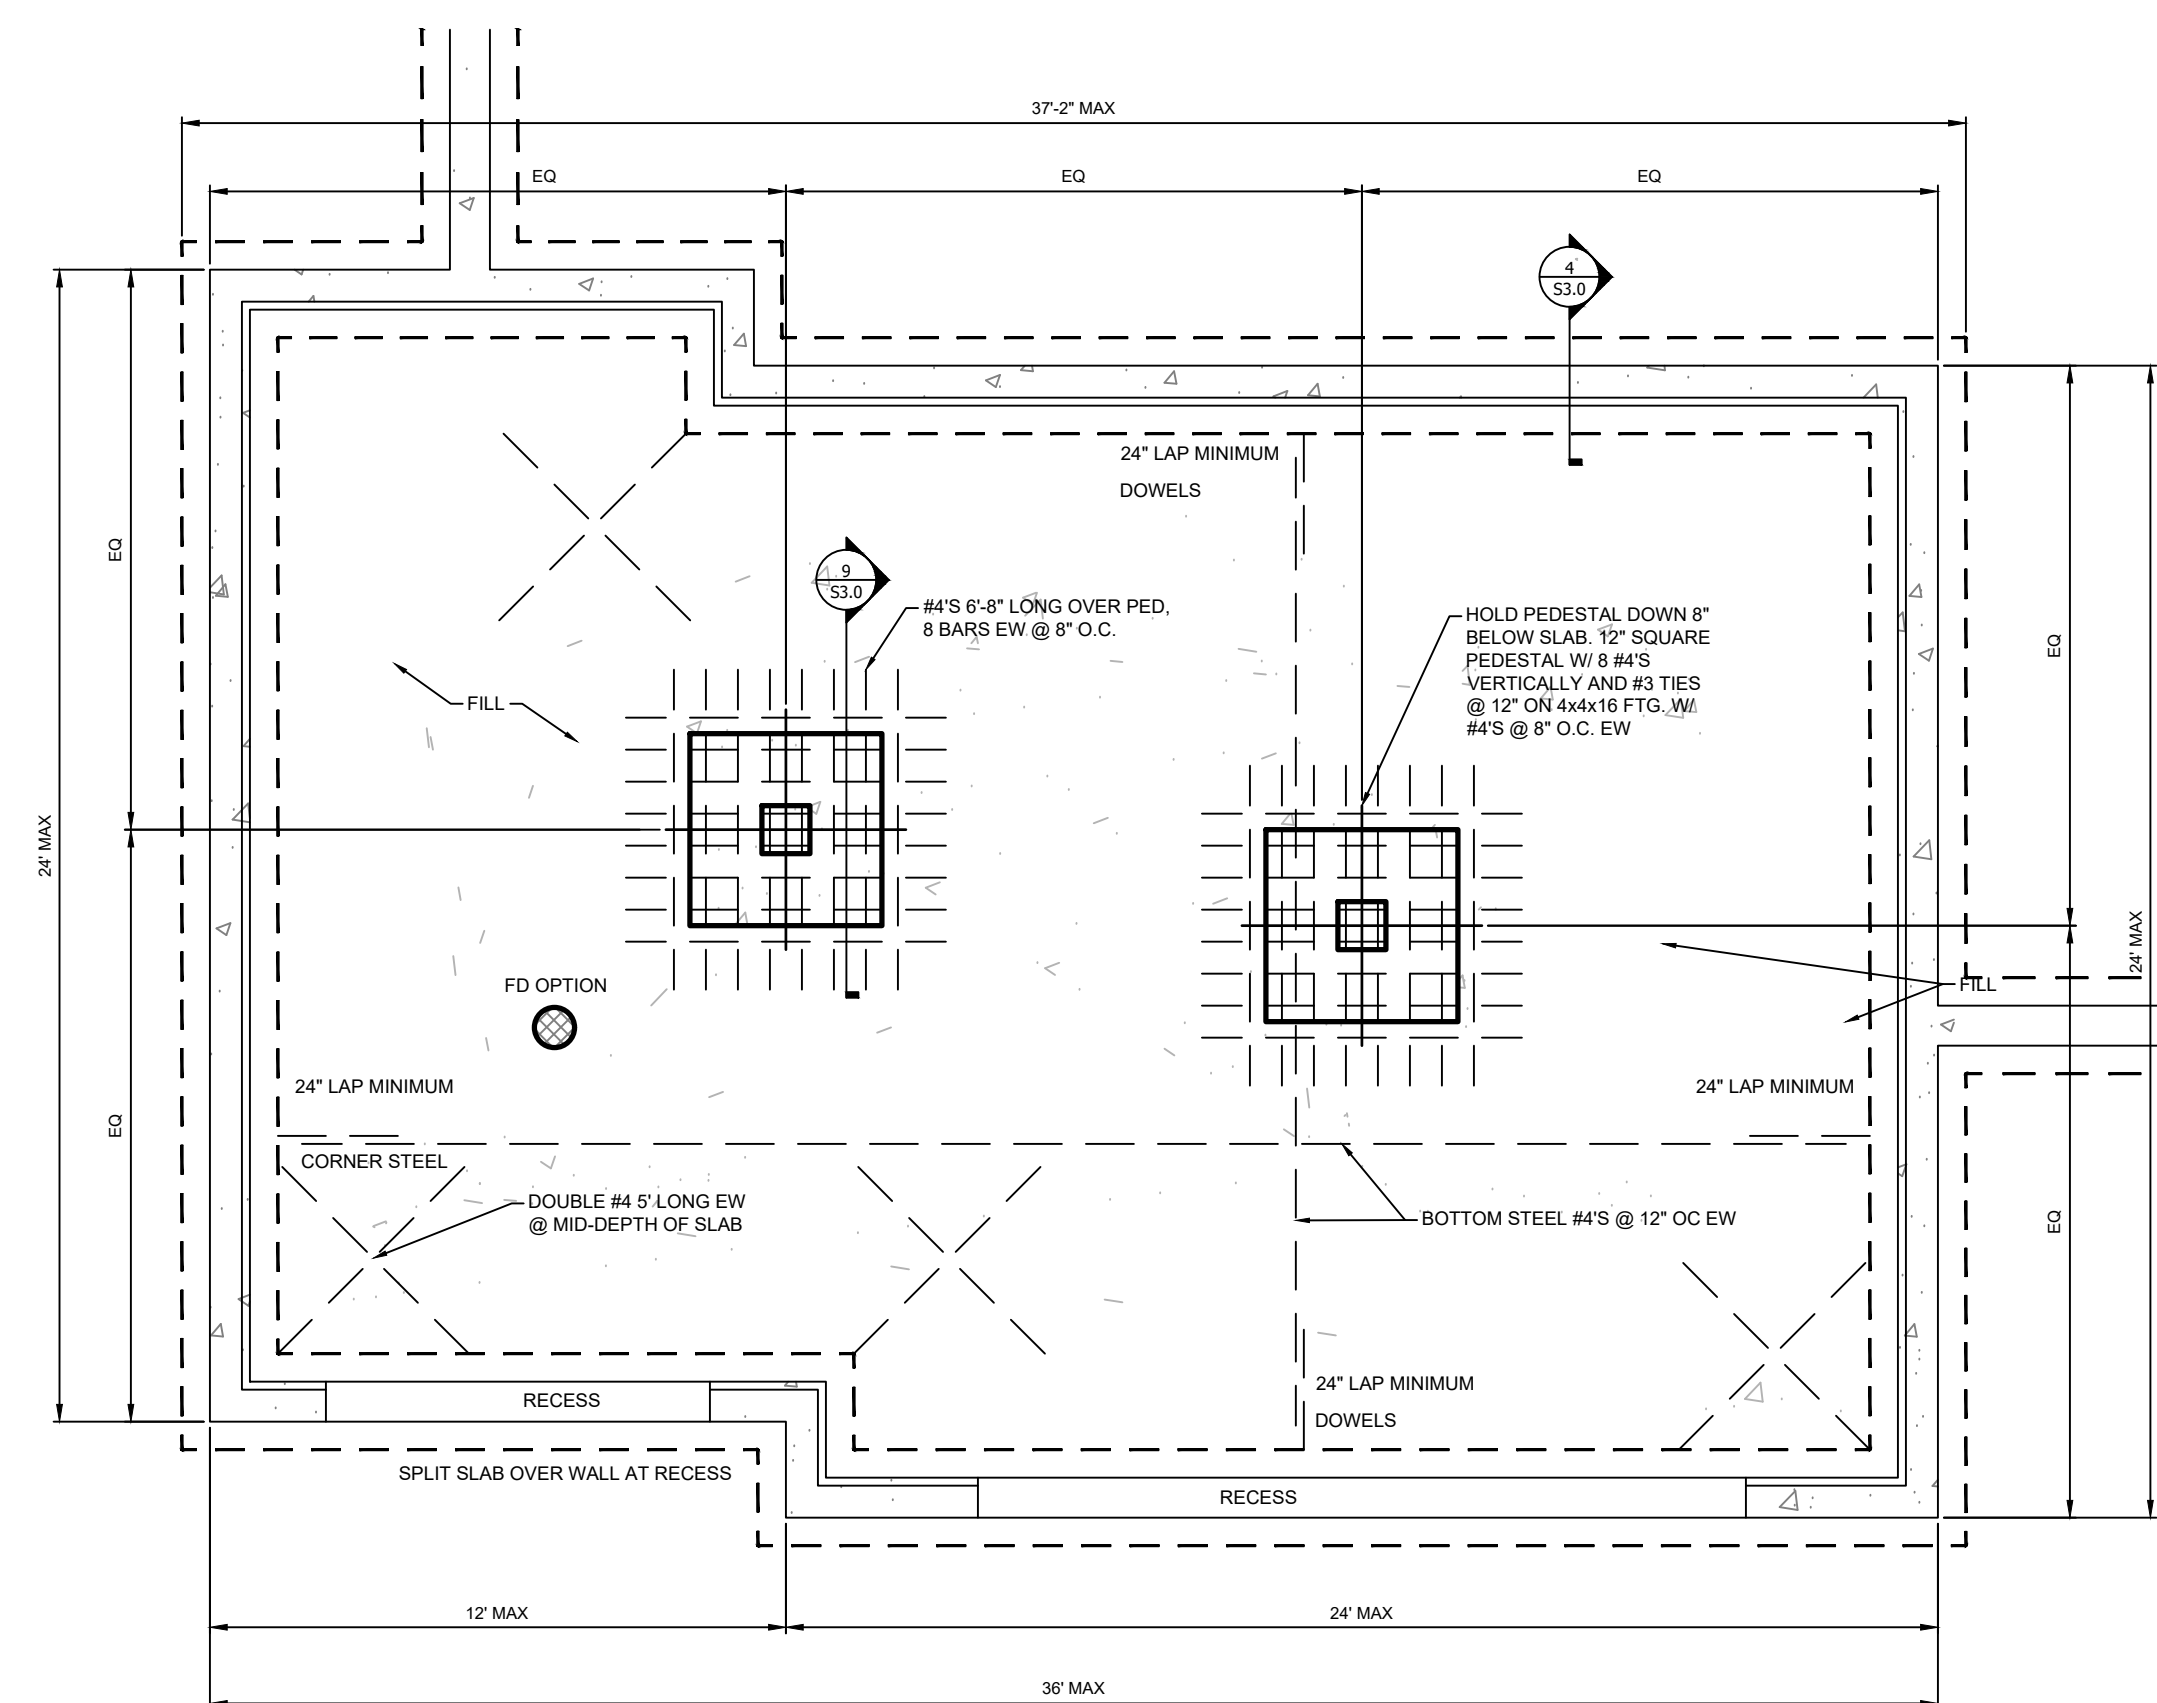 37'-2" MAX
EQ
EQ
EQ
4
S3.0
24" LAP MINIMUM
DOWELS
9
S3.0
#4'S 6'-8" LONG OVER PED,
8 BARS EW @ 8" O.C.
HOLD PEDESTAL DOWN 8"
BELOW SLAB. 12" SQUARE
PEDESTAL W/ 8 #4'S
VERTICALLY AND #3 TIES
@ 12" ON 4x4x16 FTG. W/
#4'S @ 8" O.C. EW
EQ
EQ
FILL
24' MAX
24' MAX
FD OPTION
FILL
24" LAP MINIMUM
24" LAP MINIMUM
EQ
CORNER STEEL
DOUBLE #4 5' LONG EW
@ MID-DEPTH OF SLAB
BOTTOM STEEL #4'S @ 12" OC EW
EQ
RECESS
24" LAP MINIMUM
DOWELS
SPLIT SLAB OVER WALL AT RECESS
RECESS
12' MAX
24' MAX
36' MAX